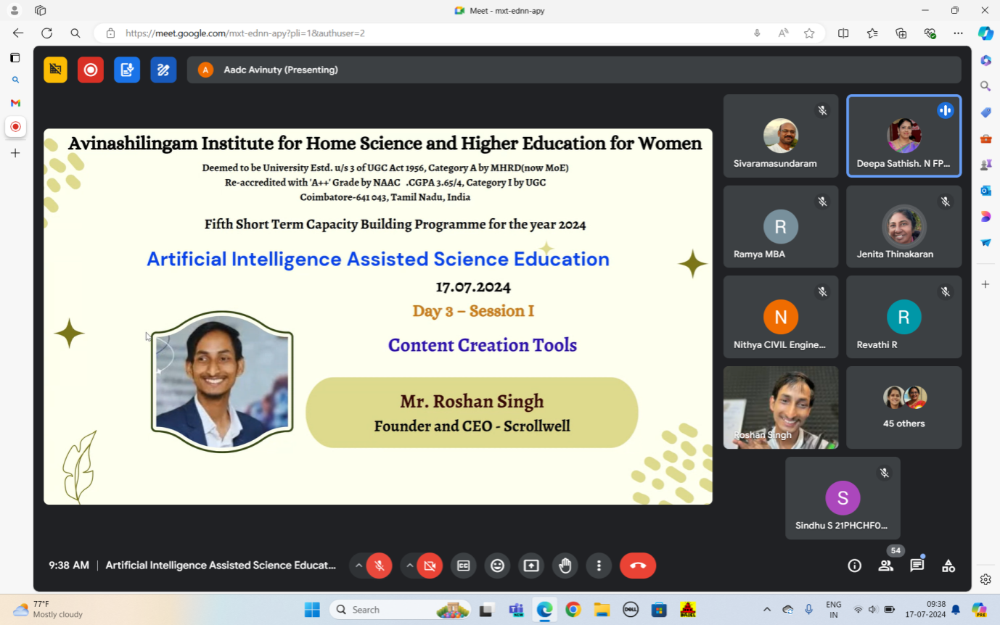 Meet - mxt-ednn-apy
https://meet.google.com/mxt-ednn-apy?pli=1&authuser=2
A Aadc Avinuty (Presenting)
Avinashilingam Institute for Home Science and Higher Education for Women
Deemed to be University Estd. u/s 3 of UGC Act 1956, Category A by MHRD(now MoE)
Re-accredited with 'A++' Grade by NAAC .CGPA 3.65/4, Category I by UGC
Coimbatore-641 043, Tamil Nadu, India
Fifth Short Term Capacity Building Programme for the year 2024
Artificial Intelligence Assisted Science Education
17.07.2024
Day 3 – Session I
Content Creation Tools
Mr. Roshan Singh
Founder and CEO - Scrollwell
Sivaramasundaram
Deepa Sathish. N FP...
R
Ramya MBA
Jenita Thinakaran
N
Nithya CIVIL Engine...
R
Revathi R
Roshan Singh
45 others
S
Sindhu S 21PHCHF0...
9:38 AM | Artificial Intelligence Assisted Science Educat...
CC
54
77°F
Mostly cloudy
Search
NEW
DELL
ENG
IN
09:38
17-07-2024
PRE